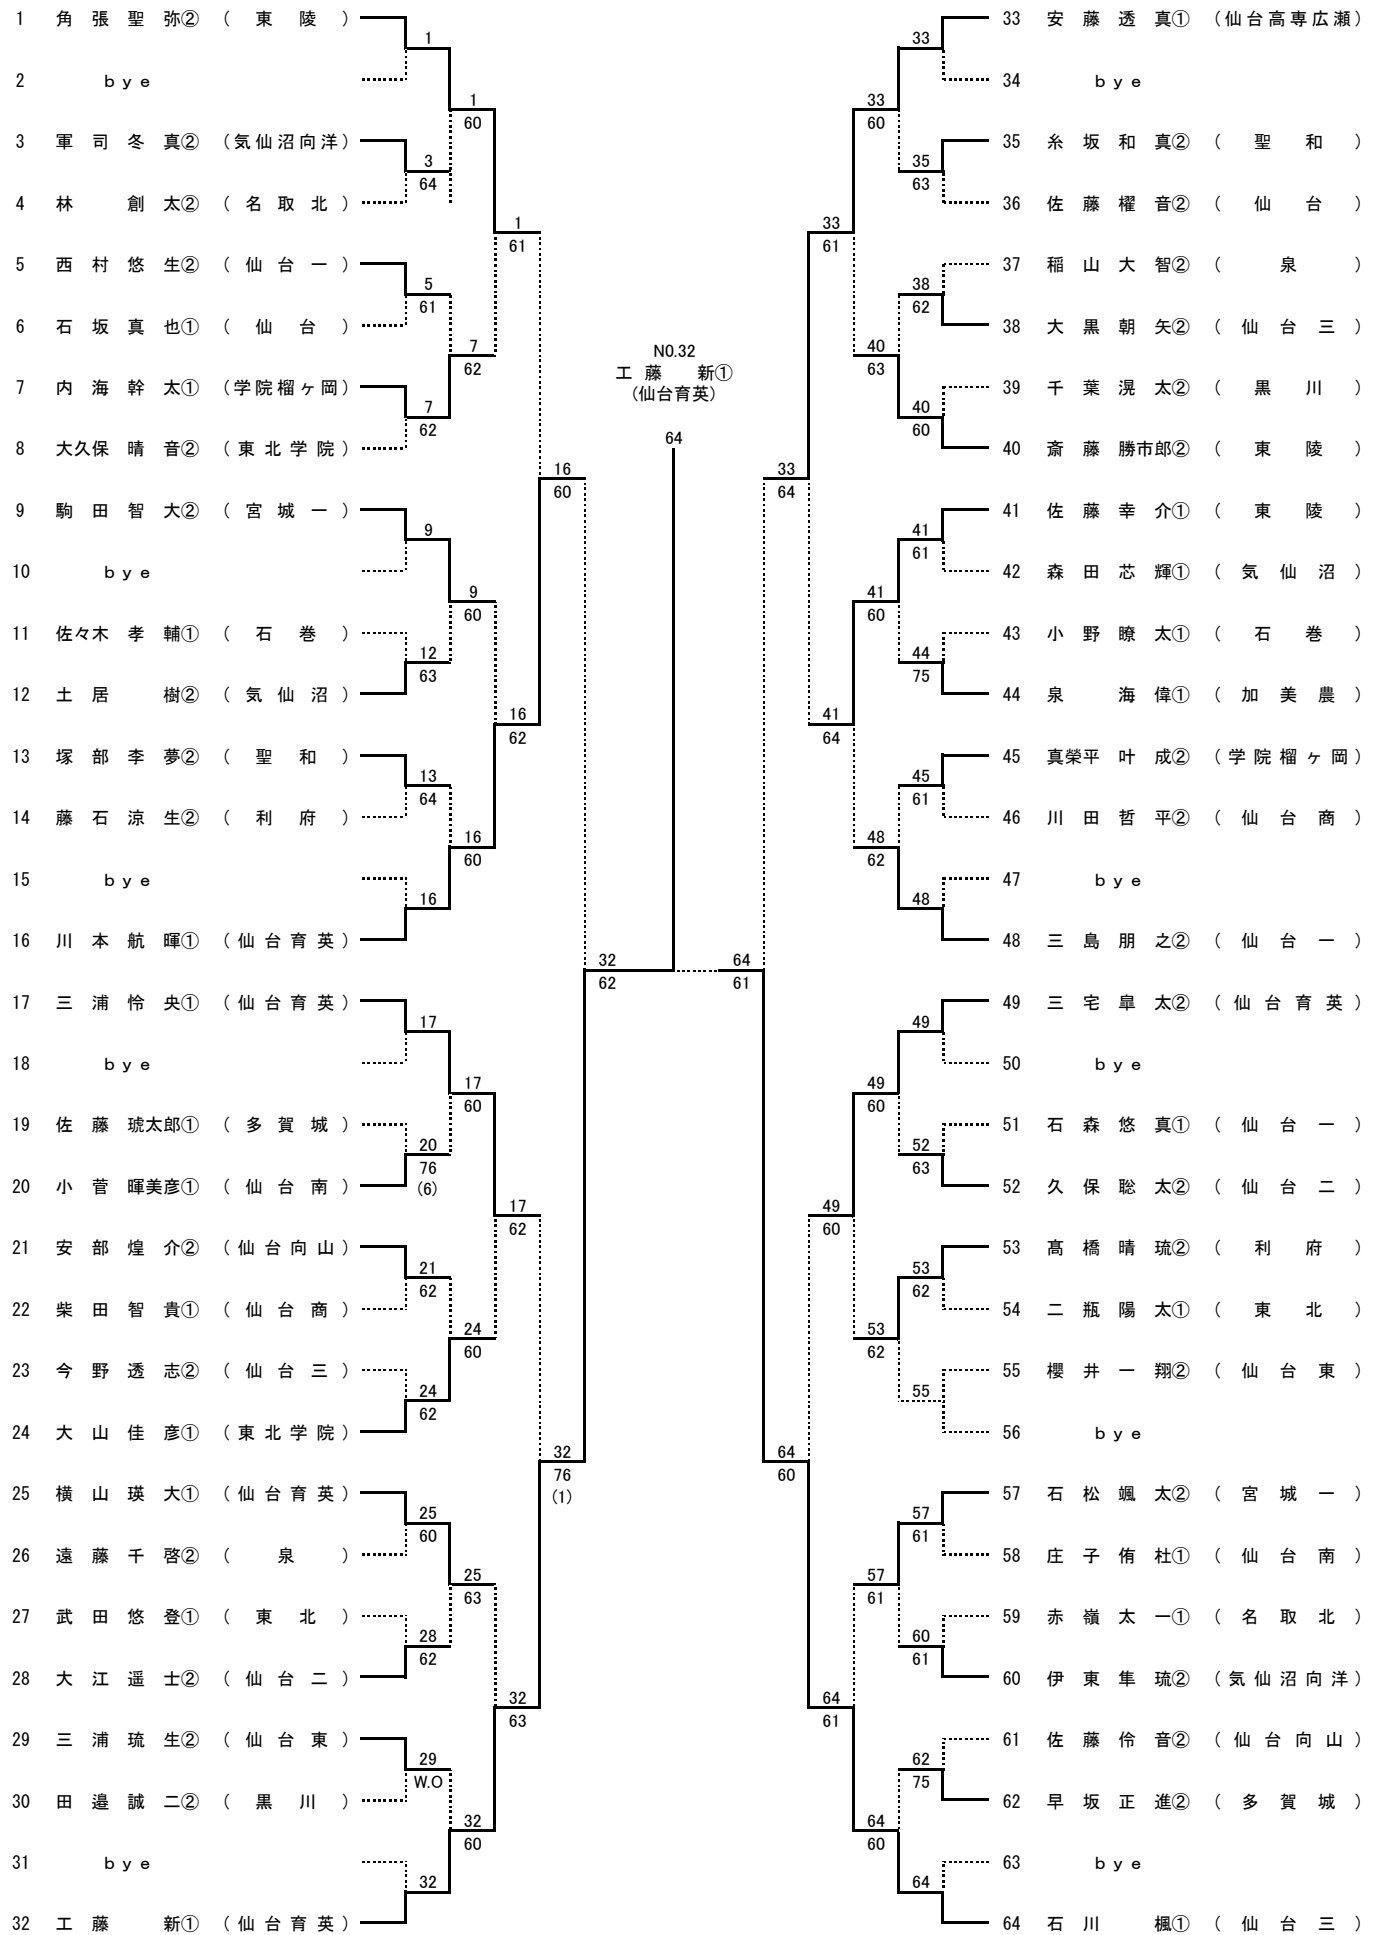 1 角張聖弥② (東陵)
1
2 bye
1
60
3 軍司冬真② (気仙沼向洋)
3
64
4 林創太② (名取北)
1
61
5 西村悠生② (仙台一)
5
61
6 石坂真也① (仙台)
7
62
7 内海幹太① (学院榴ヶ岡)
7
62
8 大久保晴音② (東北学院)
16
60
9 駒田智大② (宮城一)
9
10 bye
9
60
11 佐々木孝輔① (石巻)
12
63
12 土居樹② (気仙沼)
16
62
13 塚部李夢② (聖和)
13
64
14 藤石涼生② (利府)
16
60
15 bye
16
16 川本航暉① (仙台育英)
32
62
17 三浦怜央① (仙台育英)
17
18 bye
17
60
19 佐藤琥太郎① (多賀城)
20
76
(6)
20 小菅暉美彦① (仙台南)
17
62
21 安部煌介② (仙台向山)
21
62
22 柴田智貴① (仙台商)
24
60
23 今野透志② (仙台三)
24
62
24 大山佳彦① (東北学院)
32
76
(1)
25 横山瑛大① (仙台育英)
25
60
26 遠藤千啓② (泉)
25
63
27 武田悠登① (東北)
28
62
28 大江遥士② (仙台二)
32
63
29 三浦琉生② (仙台東)
29
W.O
30 田邉誠二② (黒川)
32
60
31 bye
32
32 工藤新① (仙台育英)
NO.32
工藤新①
(仙台育英)
64
33 安藤透真① (仙台高専広瀬)
33
34 bye
33
60
35 糸坂和真② (聖和)
35
63
36 佐藤櫂音② (仙台)
33
61
37 稲山大智② (泉)
38
62
38 大黒朝矢② (仙台三)
40
63
39 千葉滉太② (黒川)
40
60
40 斎藤勝市郎② (東陵)
33
64
41 佐藤幸介① (東陵)
41
61
42 森田芯輝① (気仙沼)
41
60
43 小野瞭太① (石巻)
44
75
44 泉海偉① (加美農)
41
64
45 真榮平叶成② (学院榴ヶ岡)
45
61
46 川田哲平② (仙台商)
48
62
47 bye
48
48 三島朋之② (仙台一)
64
61
49 三宅皐太② (仙台育英)
49
50 bye
49
60
51 石森悠真① (仙台一)
52
63
52 久保聡太② (仙台二)
49
60
53 髙橋晴琉② (利府)
53
62
54 二瓶陽太① (東北)
53
62
55 櫻井一翔② (仙台東)
55
56 bye
64
60
57 石松颯太② (宮城一)
57
61
58 庄子侑杜① (仙台南)
57
61
59 赤嶺太一① (名取北)
60
61
60 伊東隼琉② (気仙沼向洋)
64
61
61 佐藤伶音② (仙台向山)
62
75
62 早坂正進② (多賀城)
64
60
63 bye
64
64 石川楓① (仙台三)